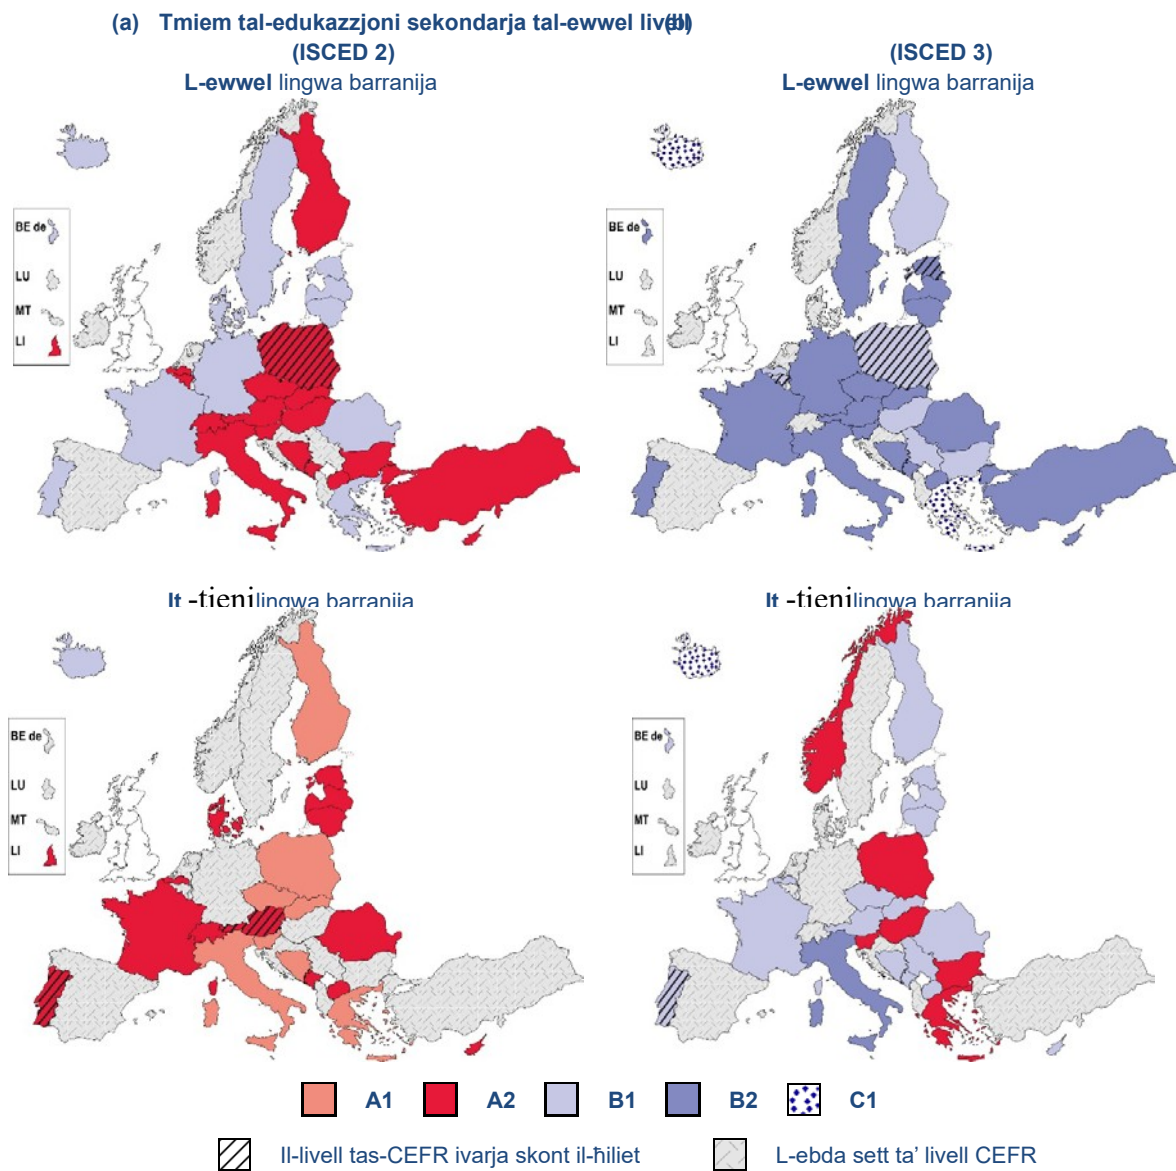 (a) Tmiem tal-edukazzjoni sekondarja tal-ewwel livell
(ISCED 2)
L-ewwel lingwa barranija
(b)
(ISCED 3)
L-ewwel lingwa barranija
BE de
LU
MT
LI
BE de
LU
MT
LI
It -tieni lingwa barranija
It -tieni lingwa barranija
BE de
LU
MT
LI
BE de
LU
MT
LI
A1 A2 B1 B2 C1
Il-livell tas-CEFR ivarja skont il-ħiliet
L-ebda sett ta' livell CEFR